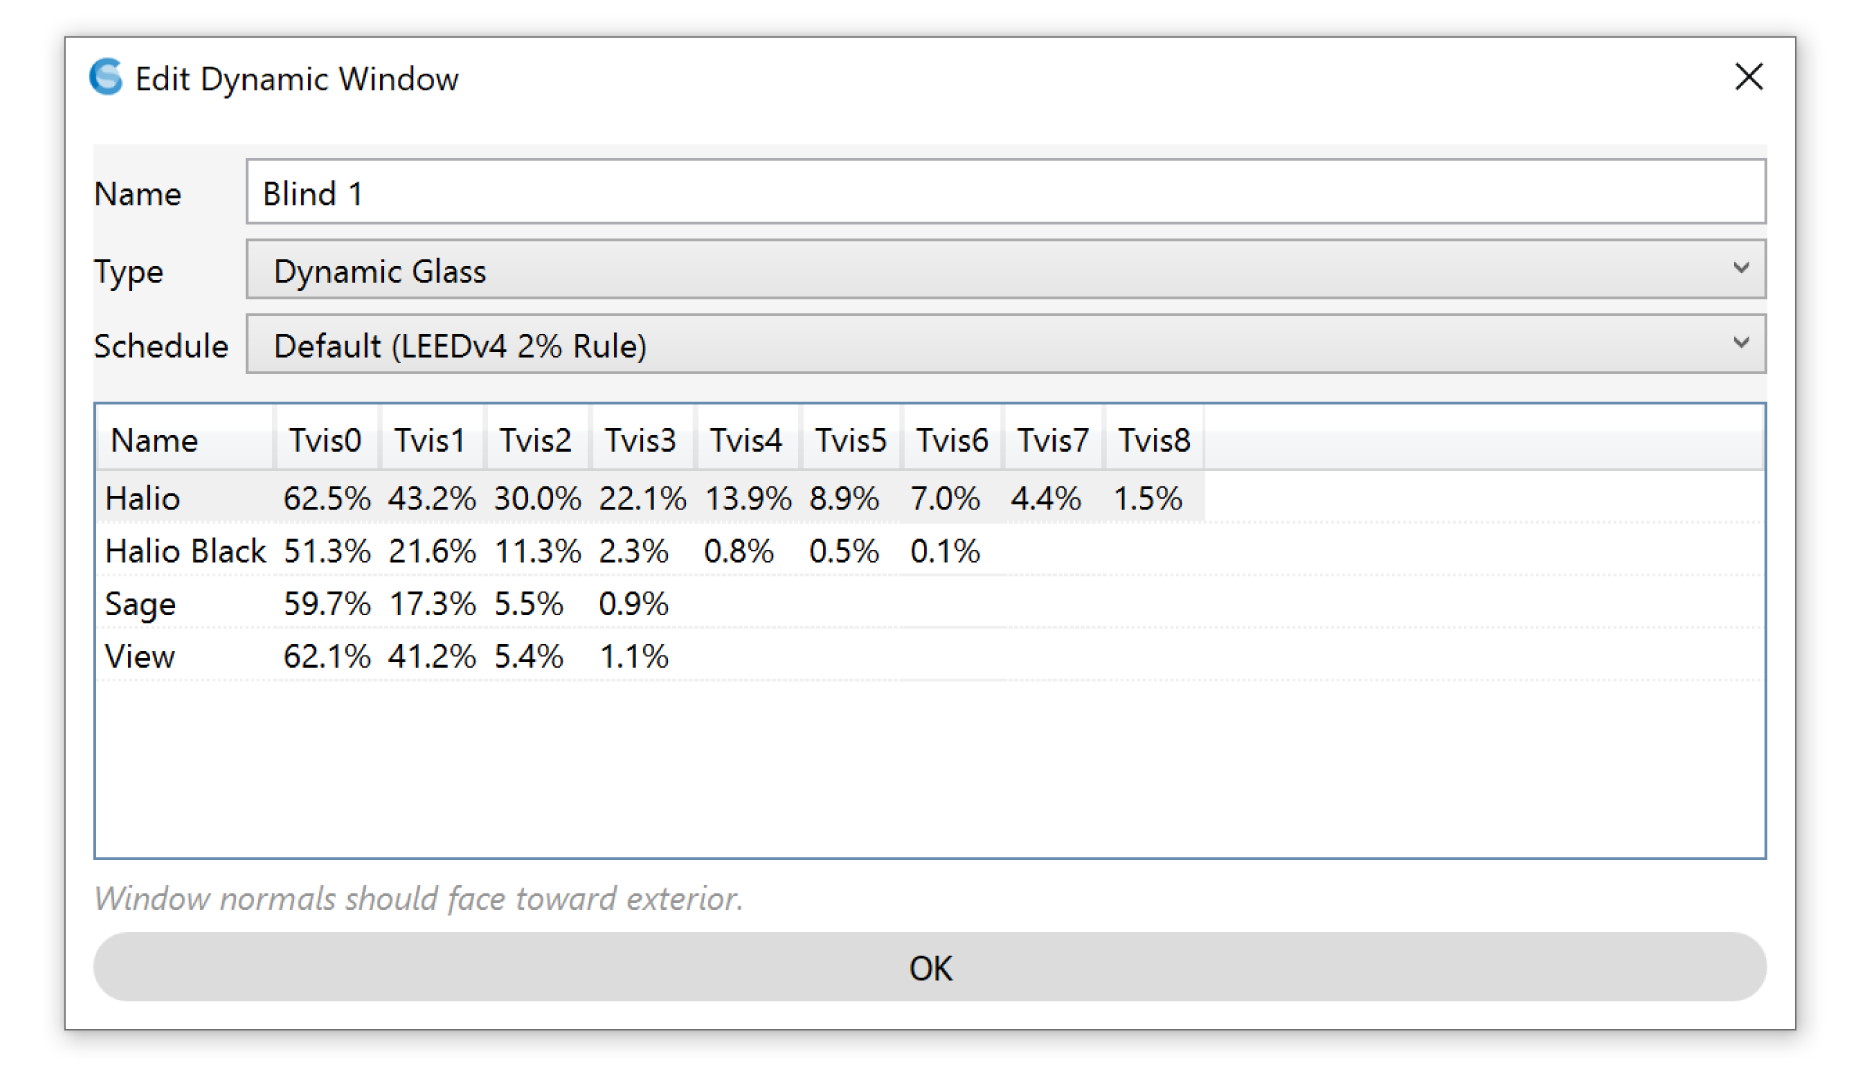 Edit Dynamic Window
Name Blind 1
Type Dynamic Glass
Schedule Default (LEEDv4 2% Rule)
Name Tvis0 Tvis1 Tvis2 Tvis3 Tvis4 Tvis5 Tvis6 Tvis7 Tvis8
Halio 62.5% 43.2% 30.0% 22.1% 13.9% 8.9% 7.0% 4.4% 1.5%
Halio Black 51.3% 21.6% 11.3% 2.3% 0.8% 0.5% 0.1%
Sage 59.7% 17.3% 5.5% 0.9%
View 62.1% 41.2% 5.4% 1.1%
Window normals should face toward exterior.
OK